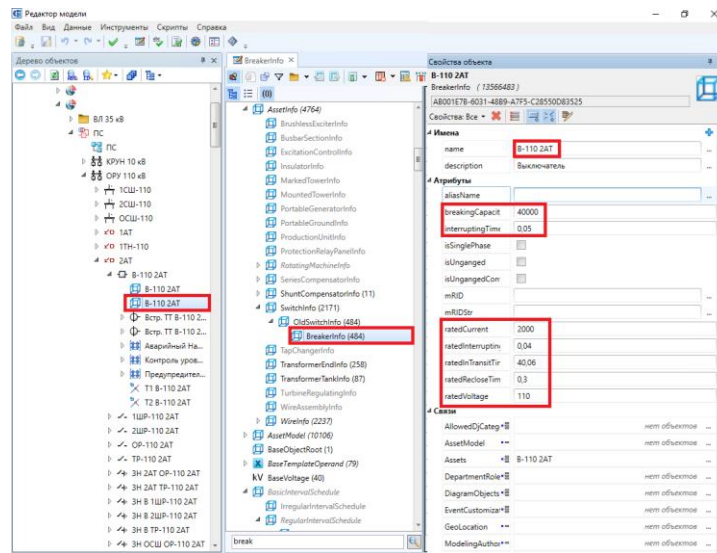 Редактор модели
Файл Вид Данные Инструменты Скрипты Справка
Дерево объектов
ВЛ 35 кВ
ПС
ПС
КРУН 10 кВ
ОРУ 110 кВ
1СШ-110
2СШ-110
ОСШ-110
1АТ
1ТН-110
2АТ
В-110 2АТ
В-110 2АТ
В-110 2АТ
Встр. ТТ В-110 2...
Встр. ТТ В-110 2...
Аварийный На...
Контроль уров...
Предупредител...
Т1 В-110 2АТ
Т2 В-110 2АТ
1ШР-110 2АТ
2ШР-110 2АТ
ОР-110 2АТ
ТР-110 2АТ
ЗН 2АТ ОР-110 2АТ
ЗН 2АТ ТР-110 2АТ
ЗН В 1ШР-110 2АТ
ЗН В 2ШР-110 2АТ
ЗН В ТР-110 2АТ
ЗН ОСШ ОР-110 2АТ
BreakerInfo
AssetInfo (4764)
BrushlessExciterInfo
BusbarSectionInfo
ExcitationControlInfo
InsulatorInfo
MarkedTowerInfo
MountedTowerInfo
PortableGeneratorInfo
PortableGroundInfo
ProductionUnitInfo
ProtectionRelayPanelInfo
RotatingMachineInfo
SeriesCompensatorInfo
ShuntCompensatorInfo (11)
SwitchInfo (2171)
OldSwitchInfo (484)
BreakerInfo (484)
TapChangerInfo
TransformerEndInfo (258)
TransformerTankInfo (87)
TurbineRegulatingInfo
WireAssemblyInfo
WireInfo (2237)
AssetModel (10106)
BaseObjectRoot (1)
BaseTemplateOperand (79)
kV BaseVoltage (40)
BasicIntervalSchedule
IrregularIntervalSchedule
RegularIntervalSchedule
break
Свойства объекта
В-110 2АТ
BreakerInfo ( 13566483 )
AB001E7B-6031-4889-A7F5-C28550D83525
Свойства: Все
Имена
name В-110 2АТ
description Выключатель
Атрибуты
aliasName
breakingCapacit 40000
interruptingTime 0,05
isSinglePhase
isUnganged
isUngangedCom
mRID
mRIDStr
ratedCurrent 2000
ratedInterrupting 0,04
ratedInTransitTir 40,06
ratedRecloseTim 0,3
ratedVoltage 110
Связи
AllowedDjCateg нет объектов
AssetModel нет объектов
Assets В-110 2АТ
DepartmentRole нет объектов
DiagramObjects нет объектов
EventCustomizar нет объектов
GeoLocation нет объектов
ModelingAuthor нет объектов